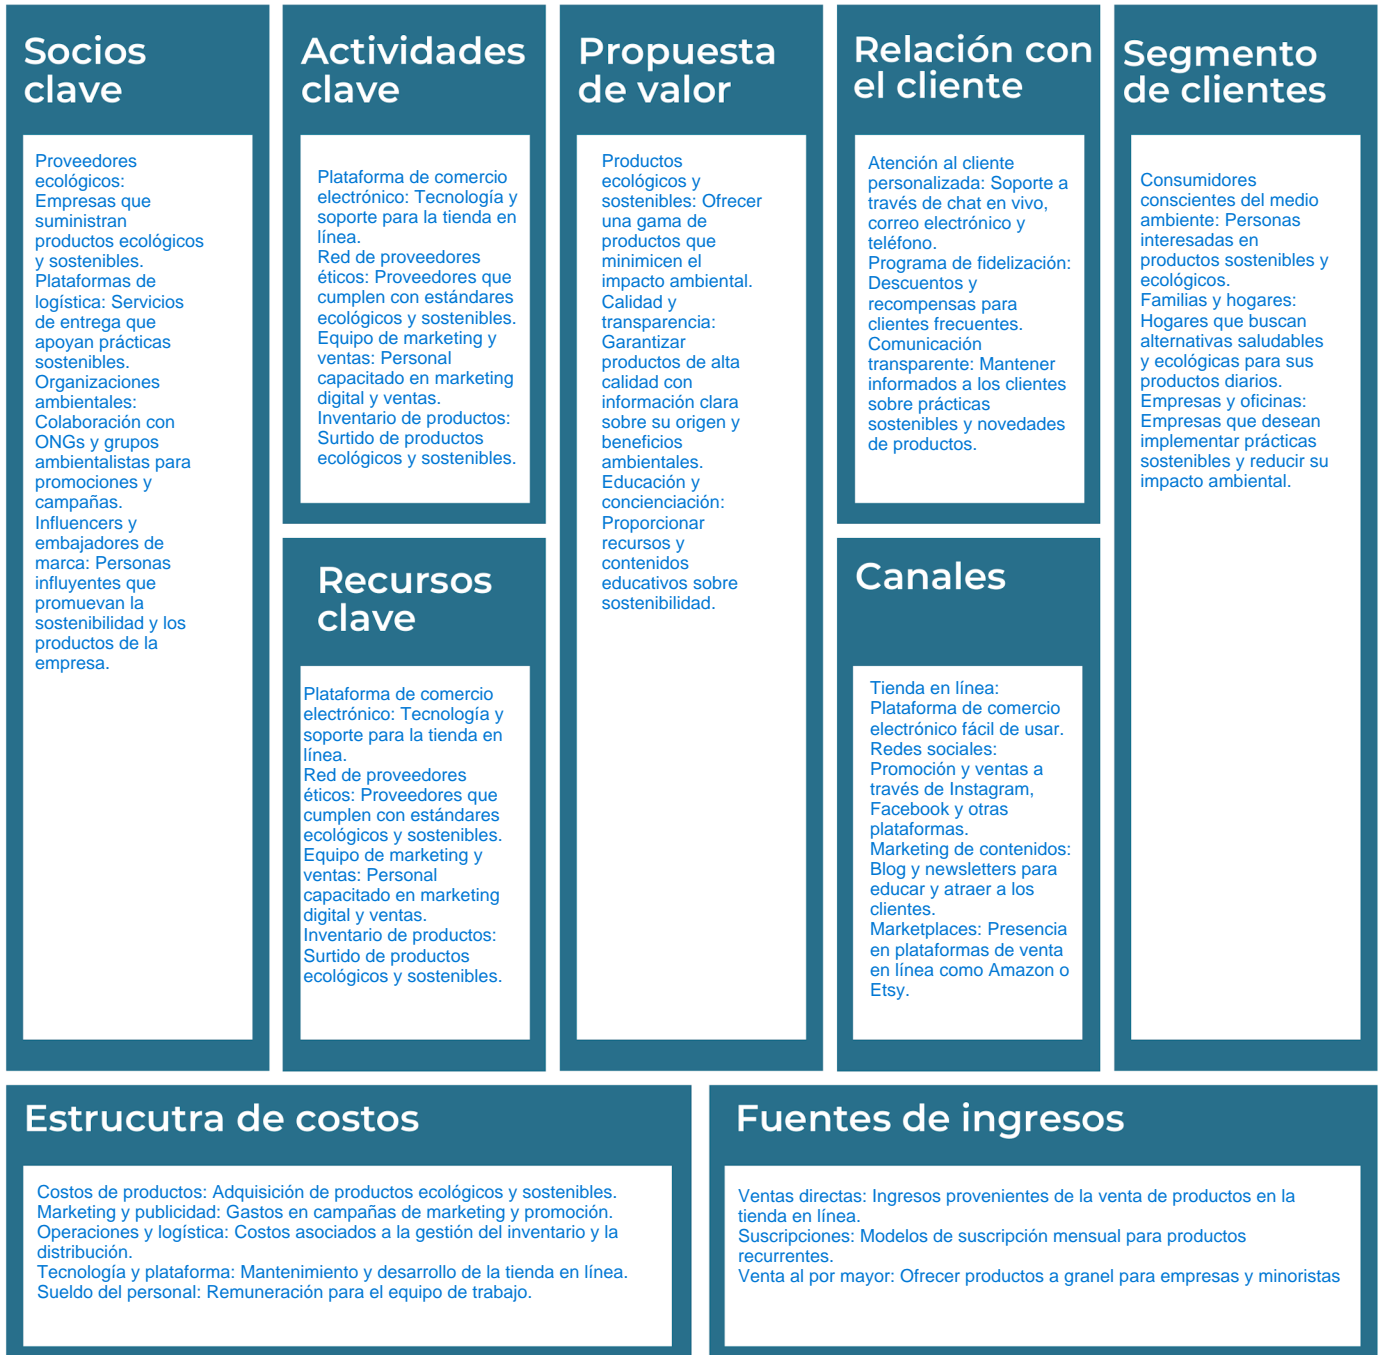 Socios
clave
Proveedores
ecológicos:
Empresas que
suministran
productos ecológicos
y sostenibles.
Plataformas de
logística: Servicios
de entrega que
apoyan prácticas
sostenibles.
Organizaciones
ambientales:
Colaboración con
ONGs y grupos
ambientalistas para
promociones y
campañas.
Influencers y
embajadores de
marca: Personas
influyentes que
promuevan la
sostenibilidad y los
productos de la
empresa.
Actividades
clave
Plataforma de comercio
electrónico: Tecnología y
soporte para la tienda en
línea.
Red de proveedores
éticos: Proveedores que
cumplen con estándares
ecológicos y sostenibles.
Equipo de marketing y
ventas: Personal
capacitado en marketing
digital y ventas.
Inventario de productos:
Surtido de productos
ecológicos y sostenibles.
Recursos
clave
Plataforma de comercio
electrónico: Tecnología y
soporte para la tienda en
línea.
Red de proveedores
éticos: Proveedores que
cumplen con estándares
ecológicos y sostenibles.
Equipo de marketing y
ventas: Personal
capacitado en marketing
digital y ventas.
Inventario de productos:
Surtido de productos
ecológicos y sostenibles.
Propuesta
de valor
Productos
ecológicos y
sostenibles: Ofrecer
una gama de
productos que
minimicen el
impacto ambiental.
Calidad y
transparencia:
Garantizar
productos de alta
calidad con
información clara
sobre su origen y
beneficios
ambientales.
Educación y
concienciación:
Proporcionar
recursos y
contenidos
educativos sobre
sostenibilidad.
Relación con
el cliente
Atención al cliente
personalizada: Soporte a
través de chat en vivo,
correo electrónico y
teléfono.
Programa de fidelización:
Descuentos y
recompensas para
clientes frecuentes.
Comunicación
transparente: Mantener
informados a los clientes
sobre prácticas
sostenibles y novedades
de productos.
Canales
Tienda en línea:
Plataforma de comercio
electrónico fácil de usar.
Redes sociales:
Promoción y ventas a
través de Instagram,
Facebook y otras
plataformas.
Marketing de contenidos:
Blog y newsletters para
educar y atraer a los
clientes.
Marketplaces: Presencia
en plataformas de venta
en línea como Amazon o
Etsy.
Segmento
de clientes
Consumidores
conscientes del medio
ambiente: Personas
interesadas en
productos sostenibles y
ecológicos.
Familias y hogares:
Hogares que buscan
alternativas saludables
y ecológicas para sus
productos diarios.
Empresas y oficinas:
Empresas que desean
implementar prácticas
sostenibles y reducir su
impacto ambiental.
Estrucutra de costos
Costos de productos: Adquisición de productos ecológicos y sostenibles.
Marketing y publicidad: Gastos en campañas de marketing y promoción.
Operaciones y logística: Costos asociados a la gestión del inventario y la
distribución.
Tecnología y plataforma: Mantenimiento y desarrollo de la tienda en línea.
Sueldo del personal: Remuneración para el equipo de trabajo.
Fuentes de ingresos
Ventas directas: Ingresos provenientes de la venta de productos en la
tienda en línea.
Suscripciones: Modelos de suscripción mensual para productos
recurrentes.
Venta al por mayor: Ofrecer productos a granel para empresas y minoristas